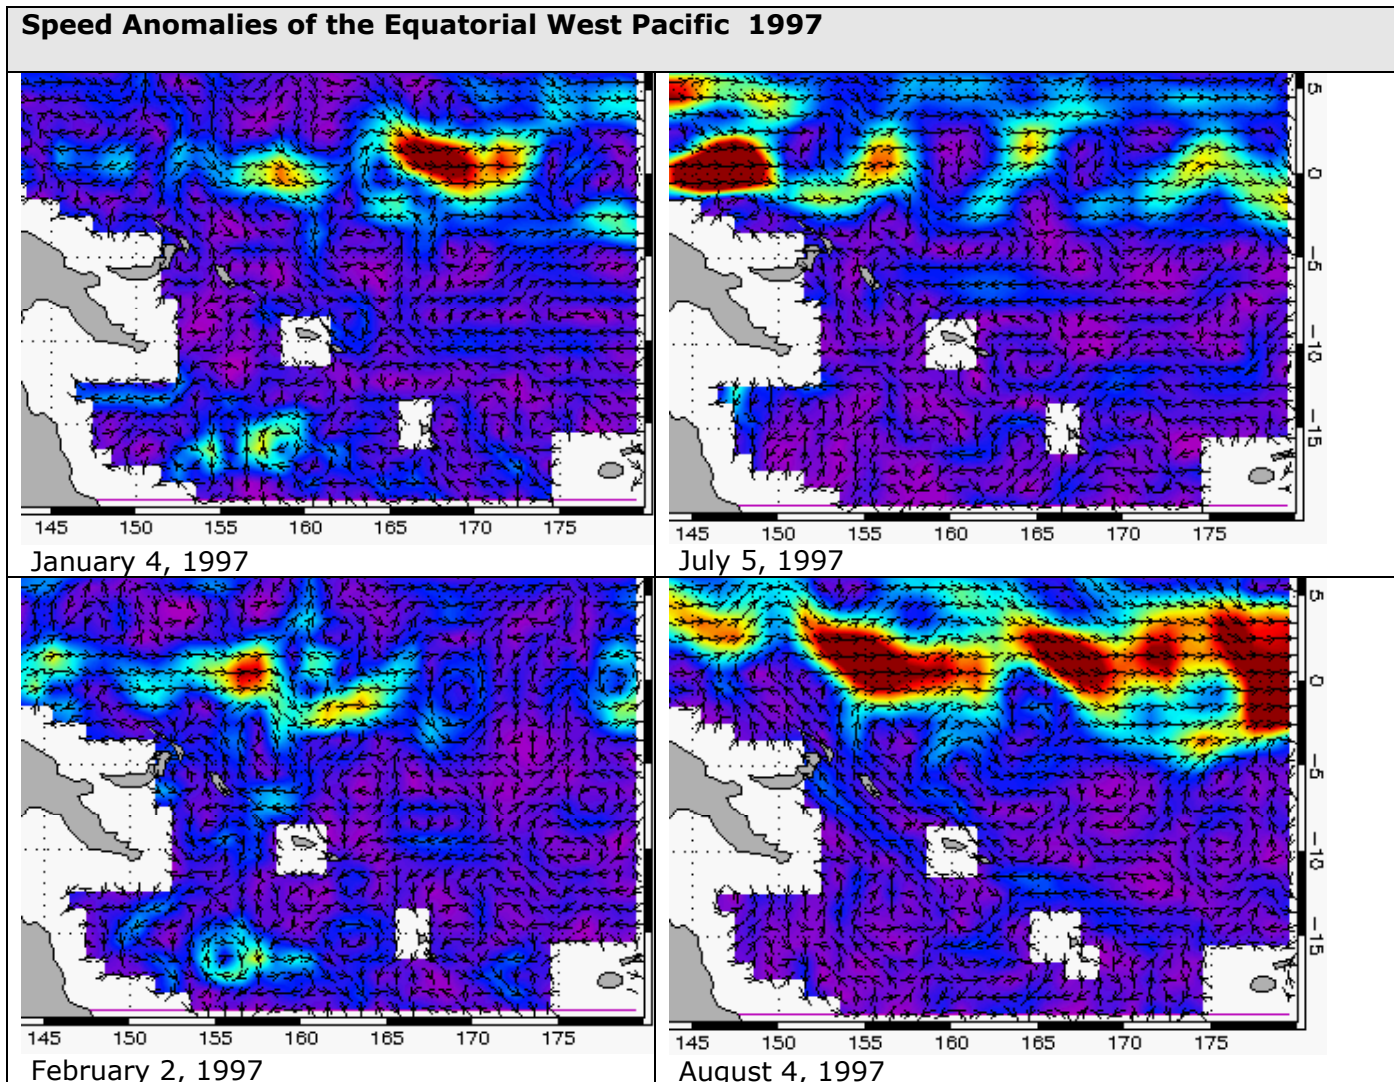 Speed Anomalies of the Equatorial West Pacific 1997
145 150 155 160 165 170 175
January 4, 1997
5
0
-5
-10
-15
145 150 155 160 165 170 175
July 5, 1997
145 150 155 160 165 170 175
February 2, 1997
5
0
-5
-10
-15
145 150 155 160 165 170 175
August 4, 1997